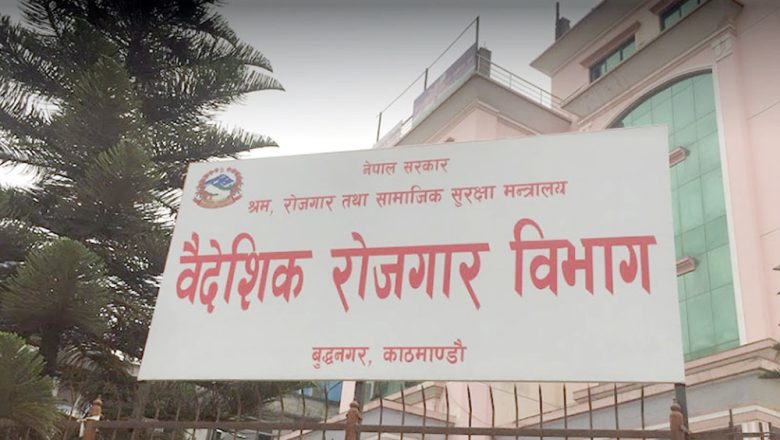 नेपाल सरकार
श्रम, रोजगार तथा सामाजिक सुरक्षा मन्त्रालय
वैदेशिक रोजगार विभाग
बुद्धनगर, काठमाण्डौ